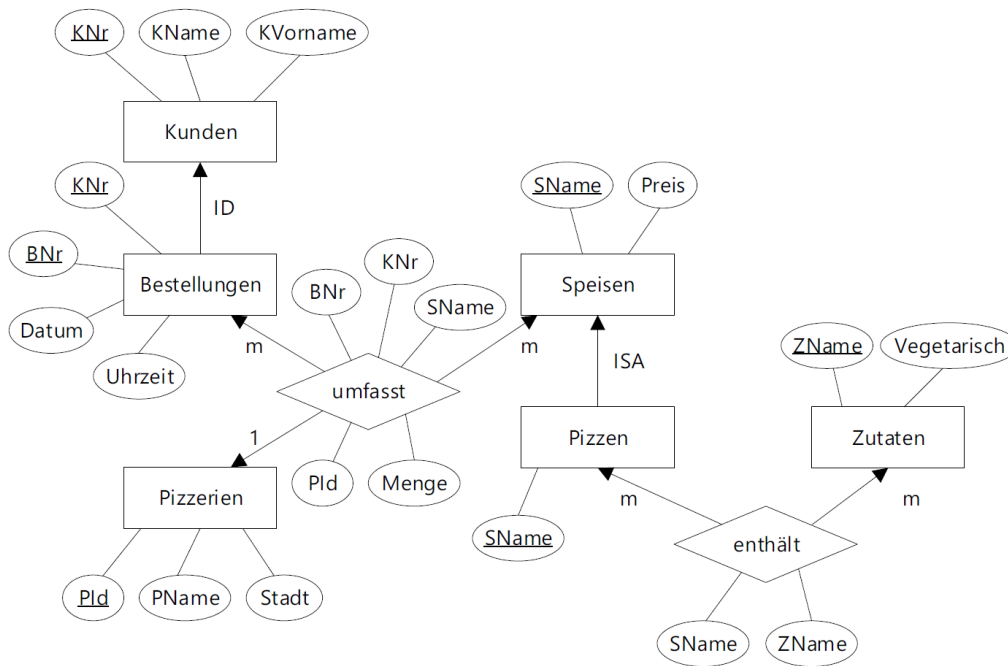 KNr
KName
KVorname
Kunden
KNr
ID
SName
Preis
BNr
Bestellungen
BNr
KNr
SName
Speisen
Datum
Uhrzeit
m
m
umfasst
ISA
ZName
Vegetarisch
1
PId
Menge
Pizzen
Zutaten
Pizzerien
SName
m
m
enthält
PId
PName
Stadt
SName
ZName